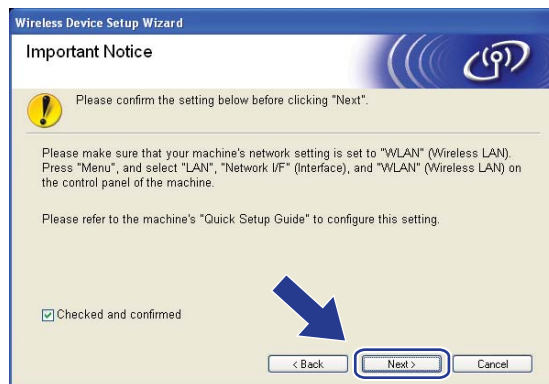 Wireless Device Setup Wizard
Important Notice
Please confirm the setting below before clicking "Next".
Please make sure that your machine's network setting is set to "WLAN" (Wireless LAN).
Press "Menu", and select "LAN", "Network I/F" (Interface), and "WLAN" (Wireless LAN) on
the control panel of the machine.
Please refer to the machine's "Quick Setup Guide" to configure this setting.
Checked and confirmed
< Back
Next >
Cancel